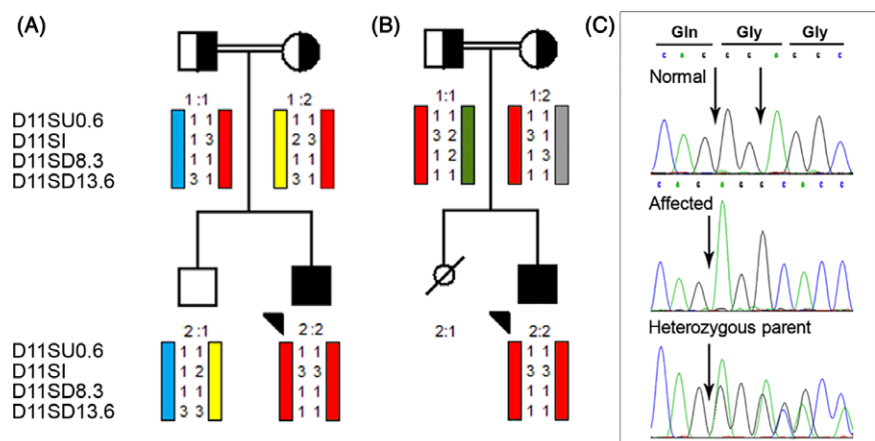 (A)
1 :1 1 :2
D11SU0.6 1 1 1 1
D11SI 1 3 2 3
D11SD8.3 1 1 1 1
D11SD13.6 3 1 3 1
2 :1 2:2
D11SU0.6 1 1 1 1
D11SI 1 2 3 3
D11SD8.3 1 1 1 1
D11SD13.6 3 3 1 1
(B)
1:1 1:2
1 1 1 1
3 2 3 1
1 2 1 3
1 1 1 1
2:1 2:2
1 1
3 3
1 1
1 1
(C)
Gln Gly Gly
C A G G G A G G C
Normal
C A G A G G C A C C
Affected
Heterozygous parent